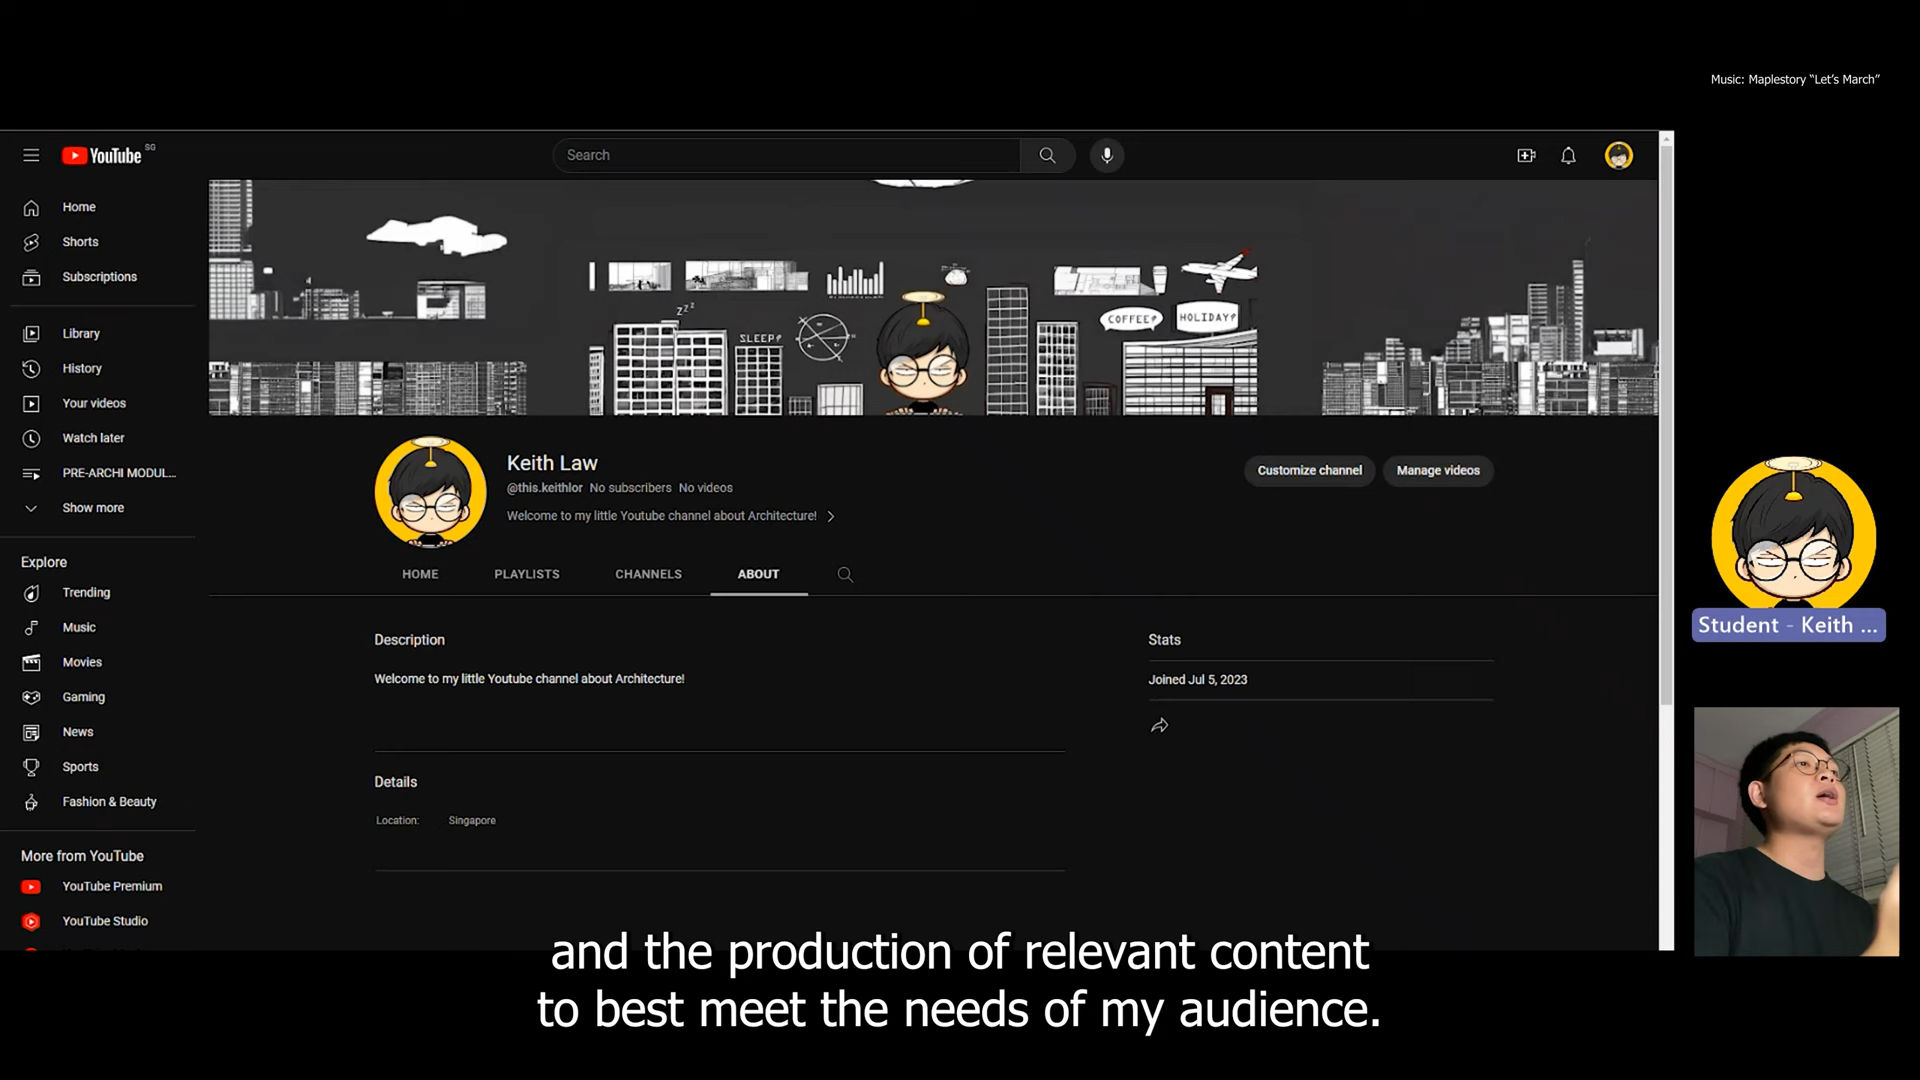 Music: Maplestory “Let’s March”
YouTube SG
Search
Home
Shorts
Subscriptions
Library
History
Your videos
Watch later
PRE-ARCHI MODUL...
Show more
Explore
Trending
Music
Movies
Gaming
News
Sports
Fashion & Beauty
More from YouTube
YouTube Premium
YouTube Studio
zzz
SLEEP?
COFFEE?
HOLIDAY?
Keith Law
@this.keithlor No subscribers No videos
Welcome to my little Youtube channel about Architecture!
Customize channel
Manage videos
HOME
PLAYLISTS
CHANNELS
ABOUT
Description
Welcome to my little Youtube channel about Architecture!
Stats
Joined Jul 5, 2023
Details
Location: Singapore
Student - Keith ...
and the production of relevant content
to best meet the needs of my audience.